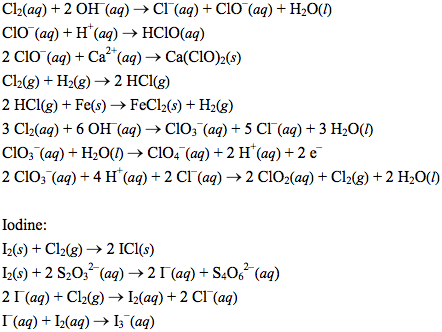 Cl₂(aq) + 2 OH⁻(aq) → Cl⁻(aq) + ClO⁻(aq) + H₂O(l)
ClO⁻(aq) + H⁺(aq) → HClO(aq)
2 ClO⁻(aq) + Ca²⁺(aq) → Ca(ClO)₂(s)
Cl₂(g) + H₂(g) → 2 HCl(g)
2 HCl(g) + Fe(s) → FeCl₂(s) + H₂(g)
3 Cl₂(aq) + 6 OH⁻(aq) → ClO₃⁻(aq) + 5 Cl⁻(aq) + 3 H₂O(l)
ClO₃⁻(aq) + H₂O(l) → ClO₄⁻(aq) + 2 H⁺(aq) + 2 e⁻
2 ClO₃⁻(aq) + 4 H⁺(aq) + 2 Cl⁻(aq) → 2 ClO₂(aq) + Cl₂(g) + 2 H₂O(l)
Iodine:
I₂(s) + Cl₂(g) → 2 ICl(s)
I₂(s) + 2 S₂O₃²⁻(aq) → 2 I⁻(aq) + S₄O₆²⁻(aq)
2 I⁻(aq) + Cl₂(g) → I₂(aq) + 2 Cl⁻(aq)
I⁻(aq) + I₂(aq) → I₃⁻(aq)